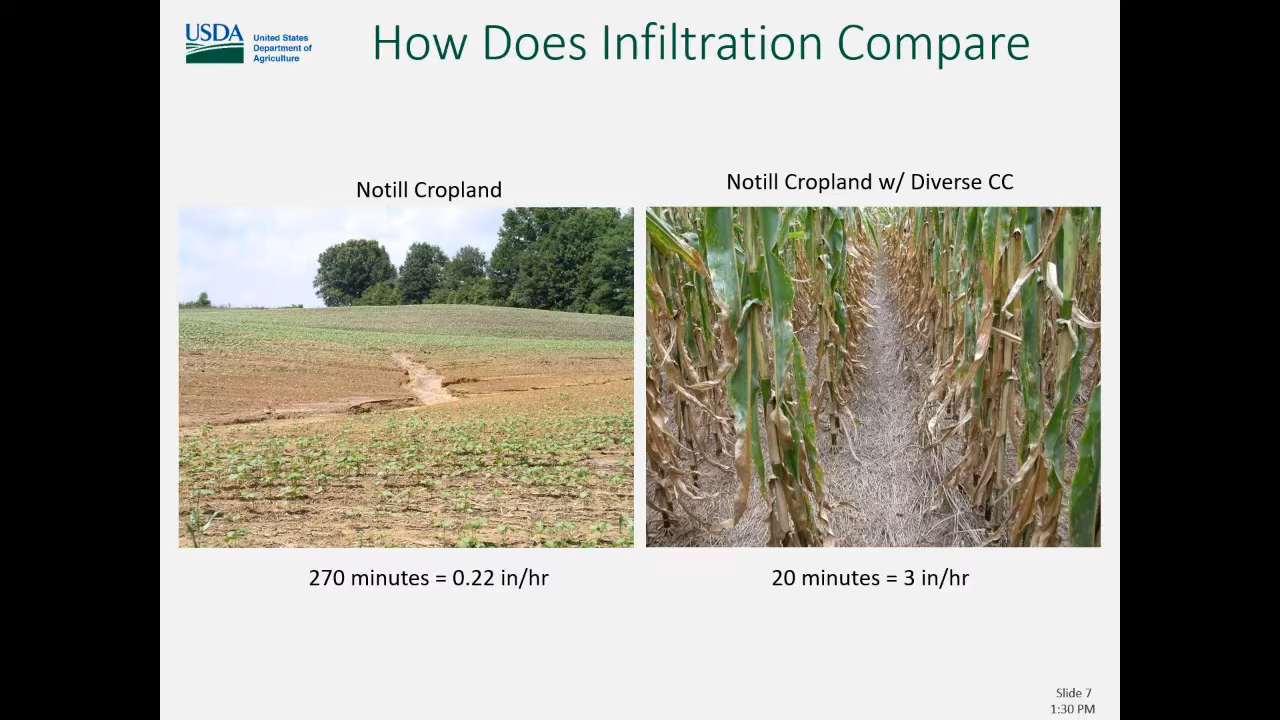 USDA
United States
Department of
Agriculture
How Does Infiltration Compare
Notill Cropland
Notill Cropland w/ Diverse CC
270 minutes = 0.22 in/hr
20 minutes = 3 in/hr
Slide 7
1:30 PM